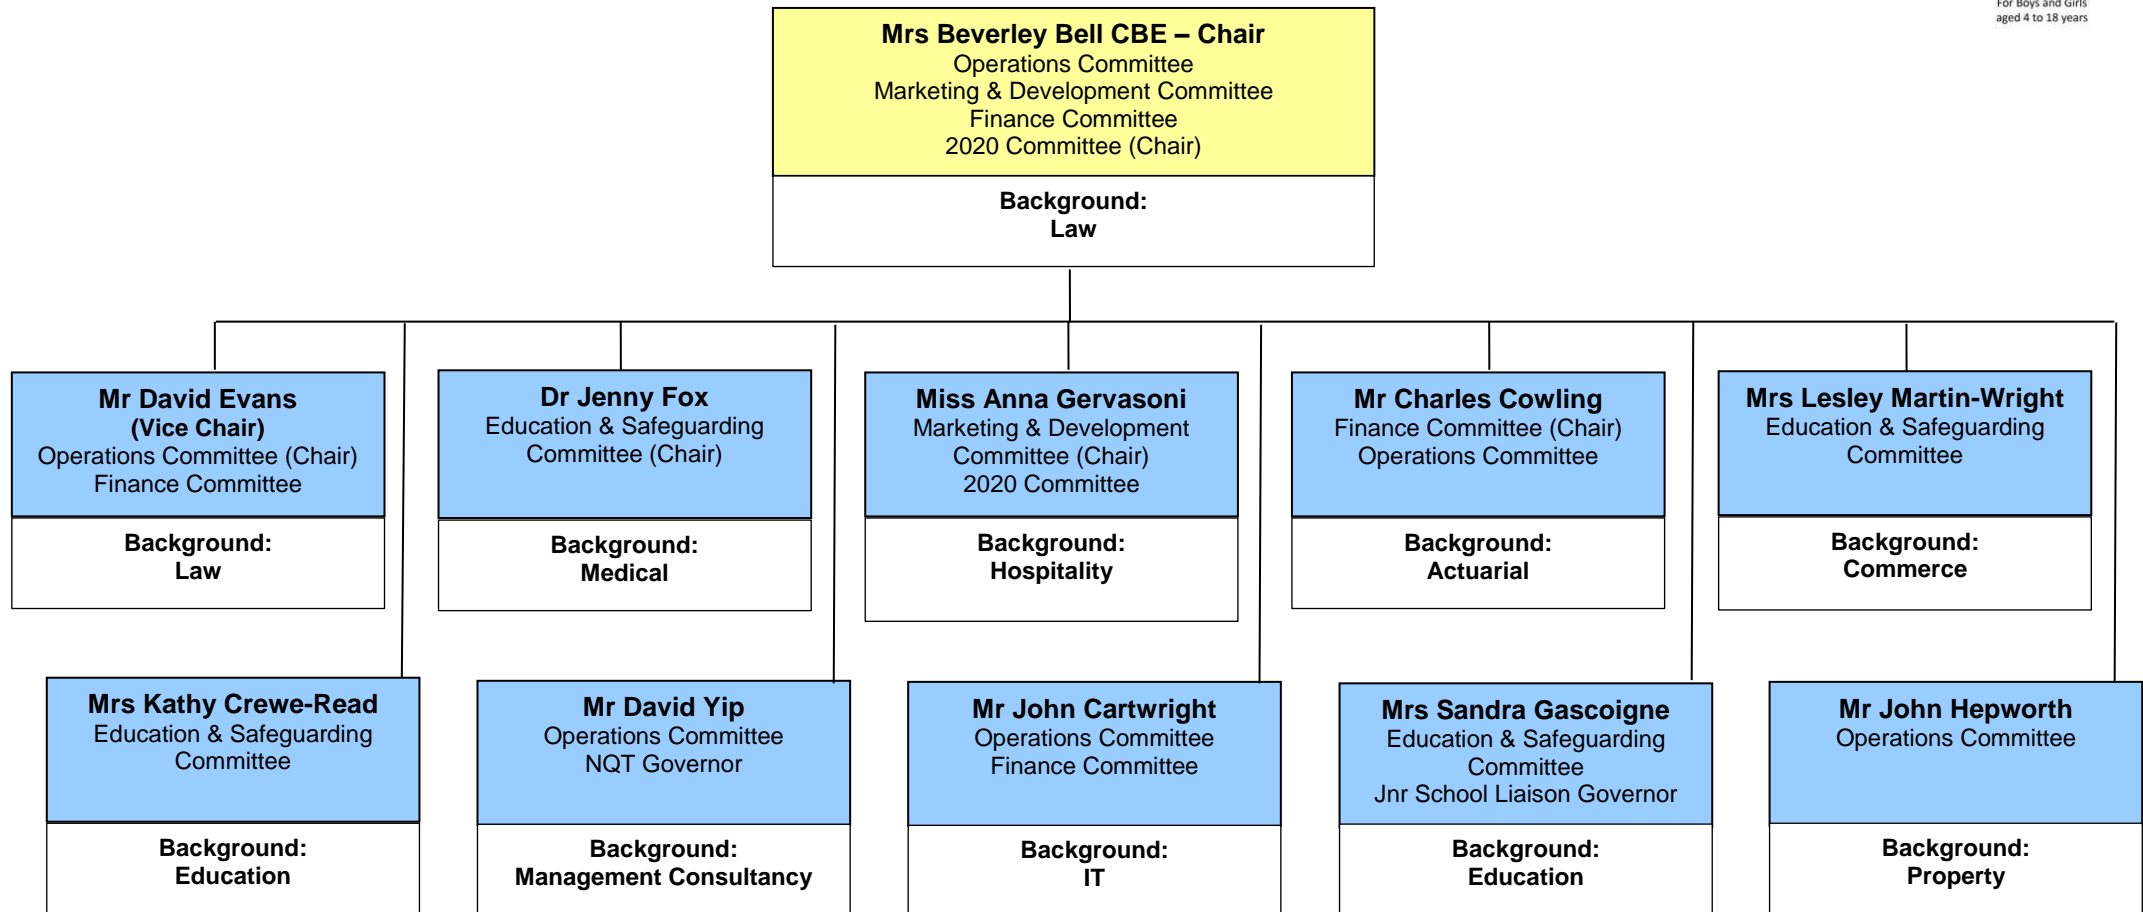 For Boys and Girls
aged 4 to 18 years
Mrs Beverley Bell CBE – Chair
Operations Committee
Marketing & Development Committee
Finance Committee
2020 Committee (Chair)
Background:
Law
Mr David Evans
(Vice Chair)
Operations Committee (Chair)
Finance Committee
Background:
Law
Dr Jenny Fox
Education & Safeguarding
Committee (Chair)
Background:
Medical
Miss Anna Gervasoni
Marketing & Development
Committee (Chair)
2020 Committee
Background:
Hospitality
Mr Charles Cowling
Finance Committee (Chair)
Operations Committee
Background:
Actuarial
Mrs Lesley Martin-Wright
Education & Safeguarding
Committee
Background:
Commerce
Mrs Kathy Crewe-Read
Education & Safeguarding
Committee
Background:
Education
Mr David Yip
Operations Committee
NQT Governor
Background:
Management Consultancy
Mr John Cartwright
Operations Committee
Finance Committee
Background:
IT
Mrs Sandra Gascoigne
Education & Safeguarding
Committee
Jnr School Liaison Governor
Background:
Education
Mr John Hepworth
Operations Committee
Background:
Property